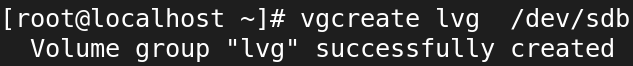 [root@localhost ~]# vgcreate lvg  /dev/sdb
  Volume group "lvg" successfully created